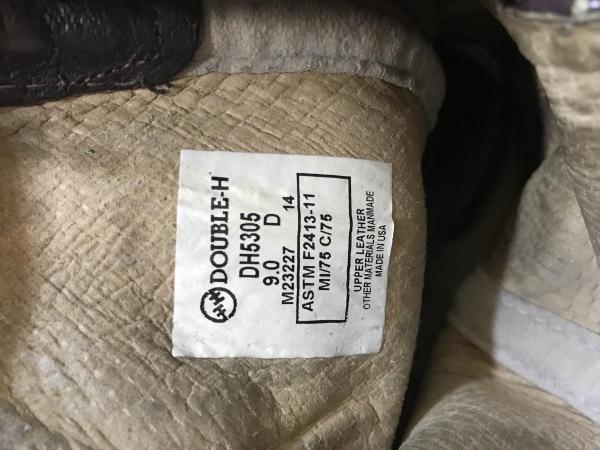 DOUBLE-H
DH5305
9.0 D
M23227 14
ASTM F2413-11
MI/75 C/75
UPPER LEATHER
OTHER MATERIALS MANMADE
MADE IN USA